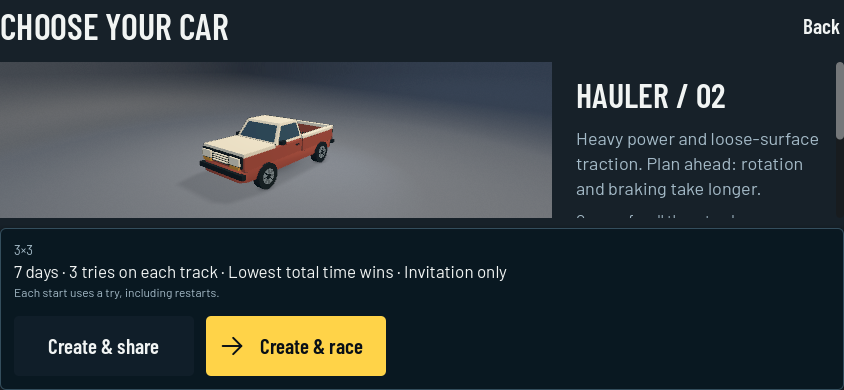 CHOOSE YOUR CAR
Back
HAULER / 02
Heavy power and loose-surface
traction. Plan ahead: rotation
and braking take longer.
3×3
7 days · 3 tries on each track · Lowest total time wins · Invitation only
Each start uses a try, including restarts.
Create & share
Create & race